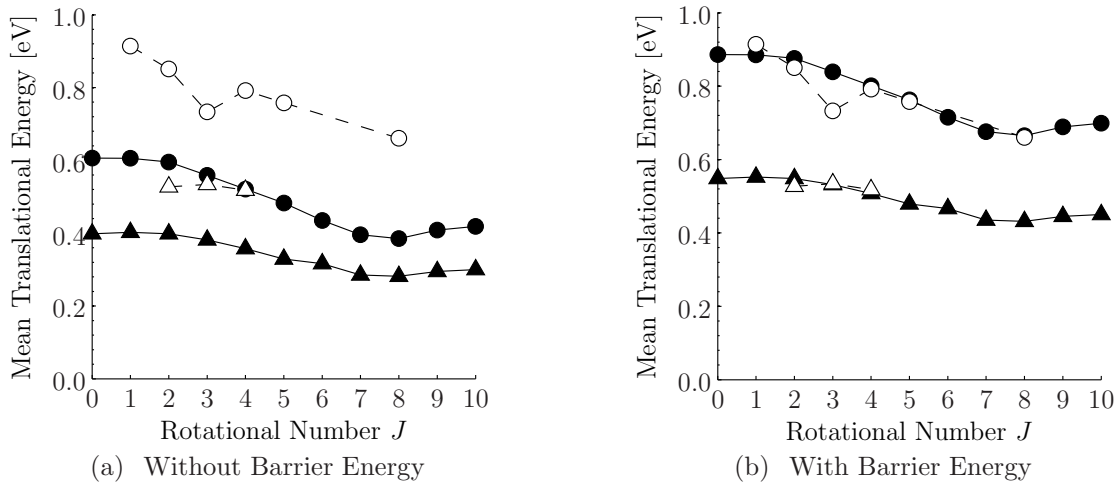 Mean Translational Energy [eV]
1.0
0.8
0.6
0.4
0.2
0.0
0 1 2 3 4 5 6 7 8 9 10
Rotational Number J
(a) Without Barrier Energy
Mean Translational Energy [eV]
1.0
0.8
0.6
0.4
0.2
0.0
0 1 2 3 4 5 6 7 8 9 10
Rotational Number J
(b) With Barrier Energy